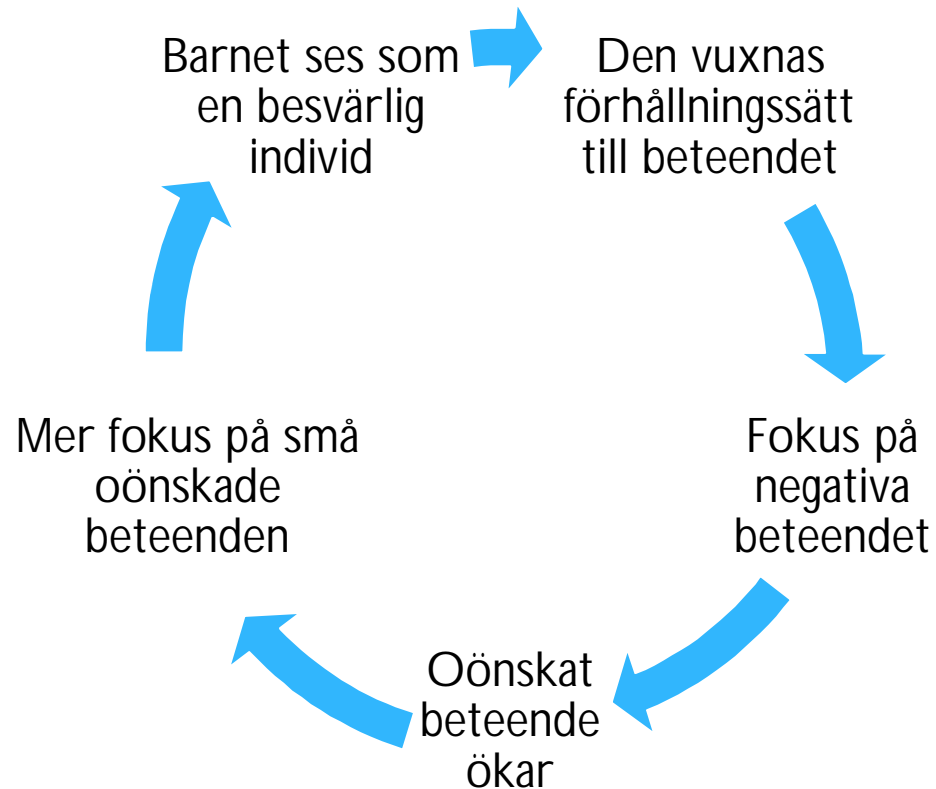 Barnet ses som
en besvärlig
individ
Den vuxnas
förhållningssätt
till beteendet
Fokus på
negativa
beteendet
Oönskat
beteende
ökar
Mer fokus på små
oönskade
beteenden